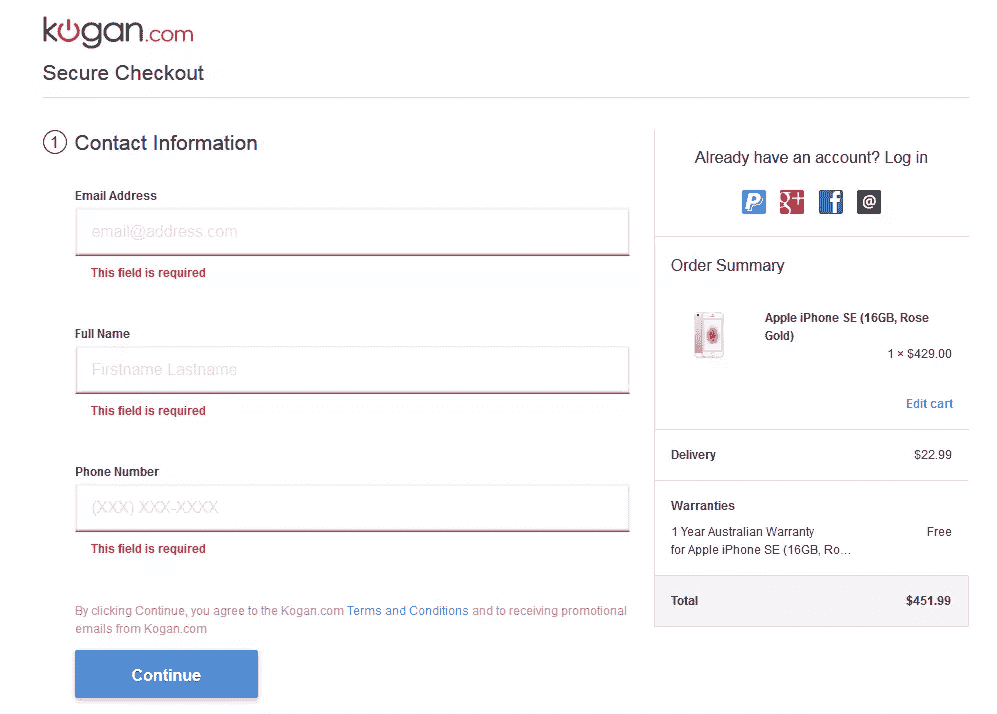 kogan.com
Secure Checkout
1 Contact Information
Email Address
email@address.com
This field is required
Full Name
Firstname Lastname
This field is required
Phone Number
(XXX) XXX-XXXX
This field is required
By clicking Continue, you agree to the Kogan.com Terms and Conditions and to receiving promotional
emails from Kogan.com
Continue
Already have an account? Log in
P g+ f @
Order Summary
Apple iPhone SE (16GB, Rose
Gold)
1 × $429.00
Edit cart
Delivery $22.99
Warranties
1 Year Australian Warranty Free
for Apple iPhone SE (16GB, Ro...
Total $451.99